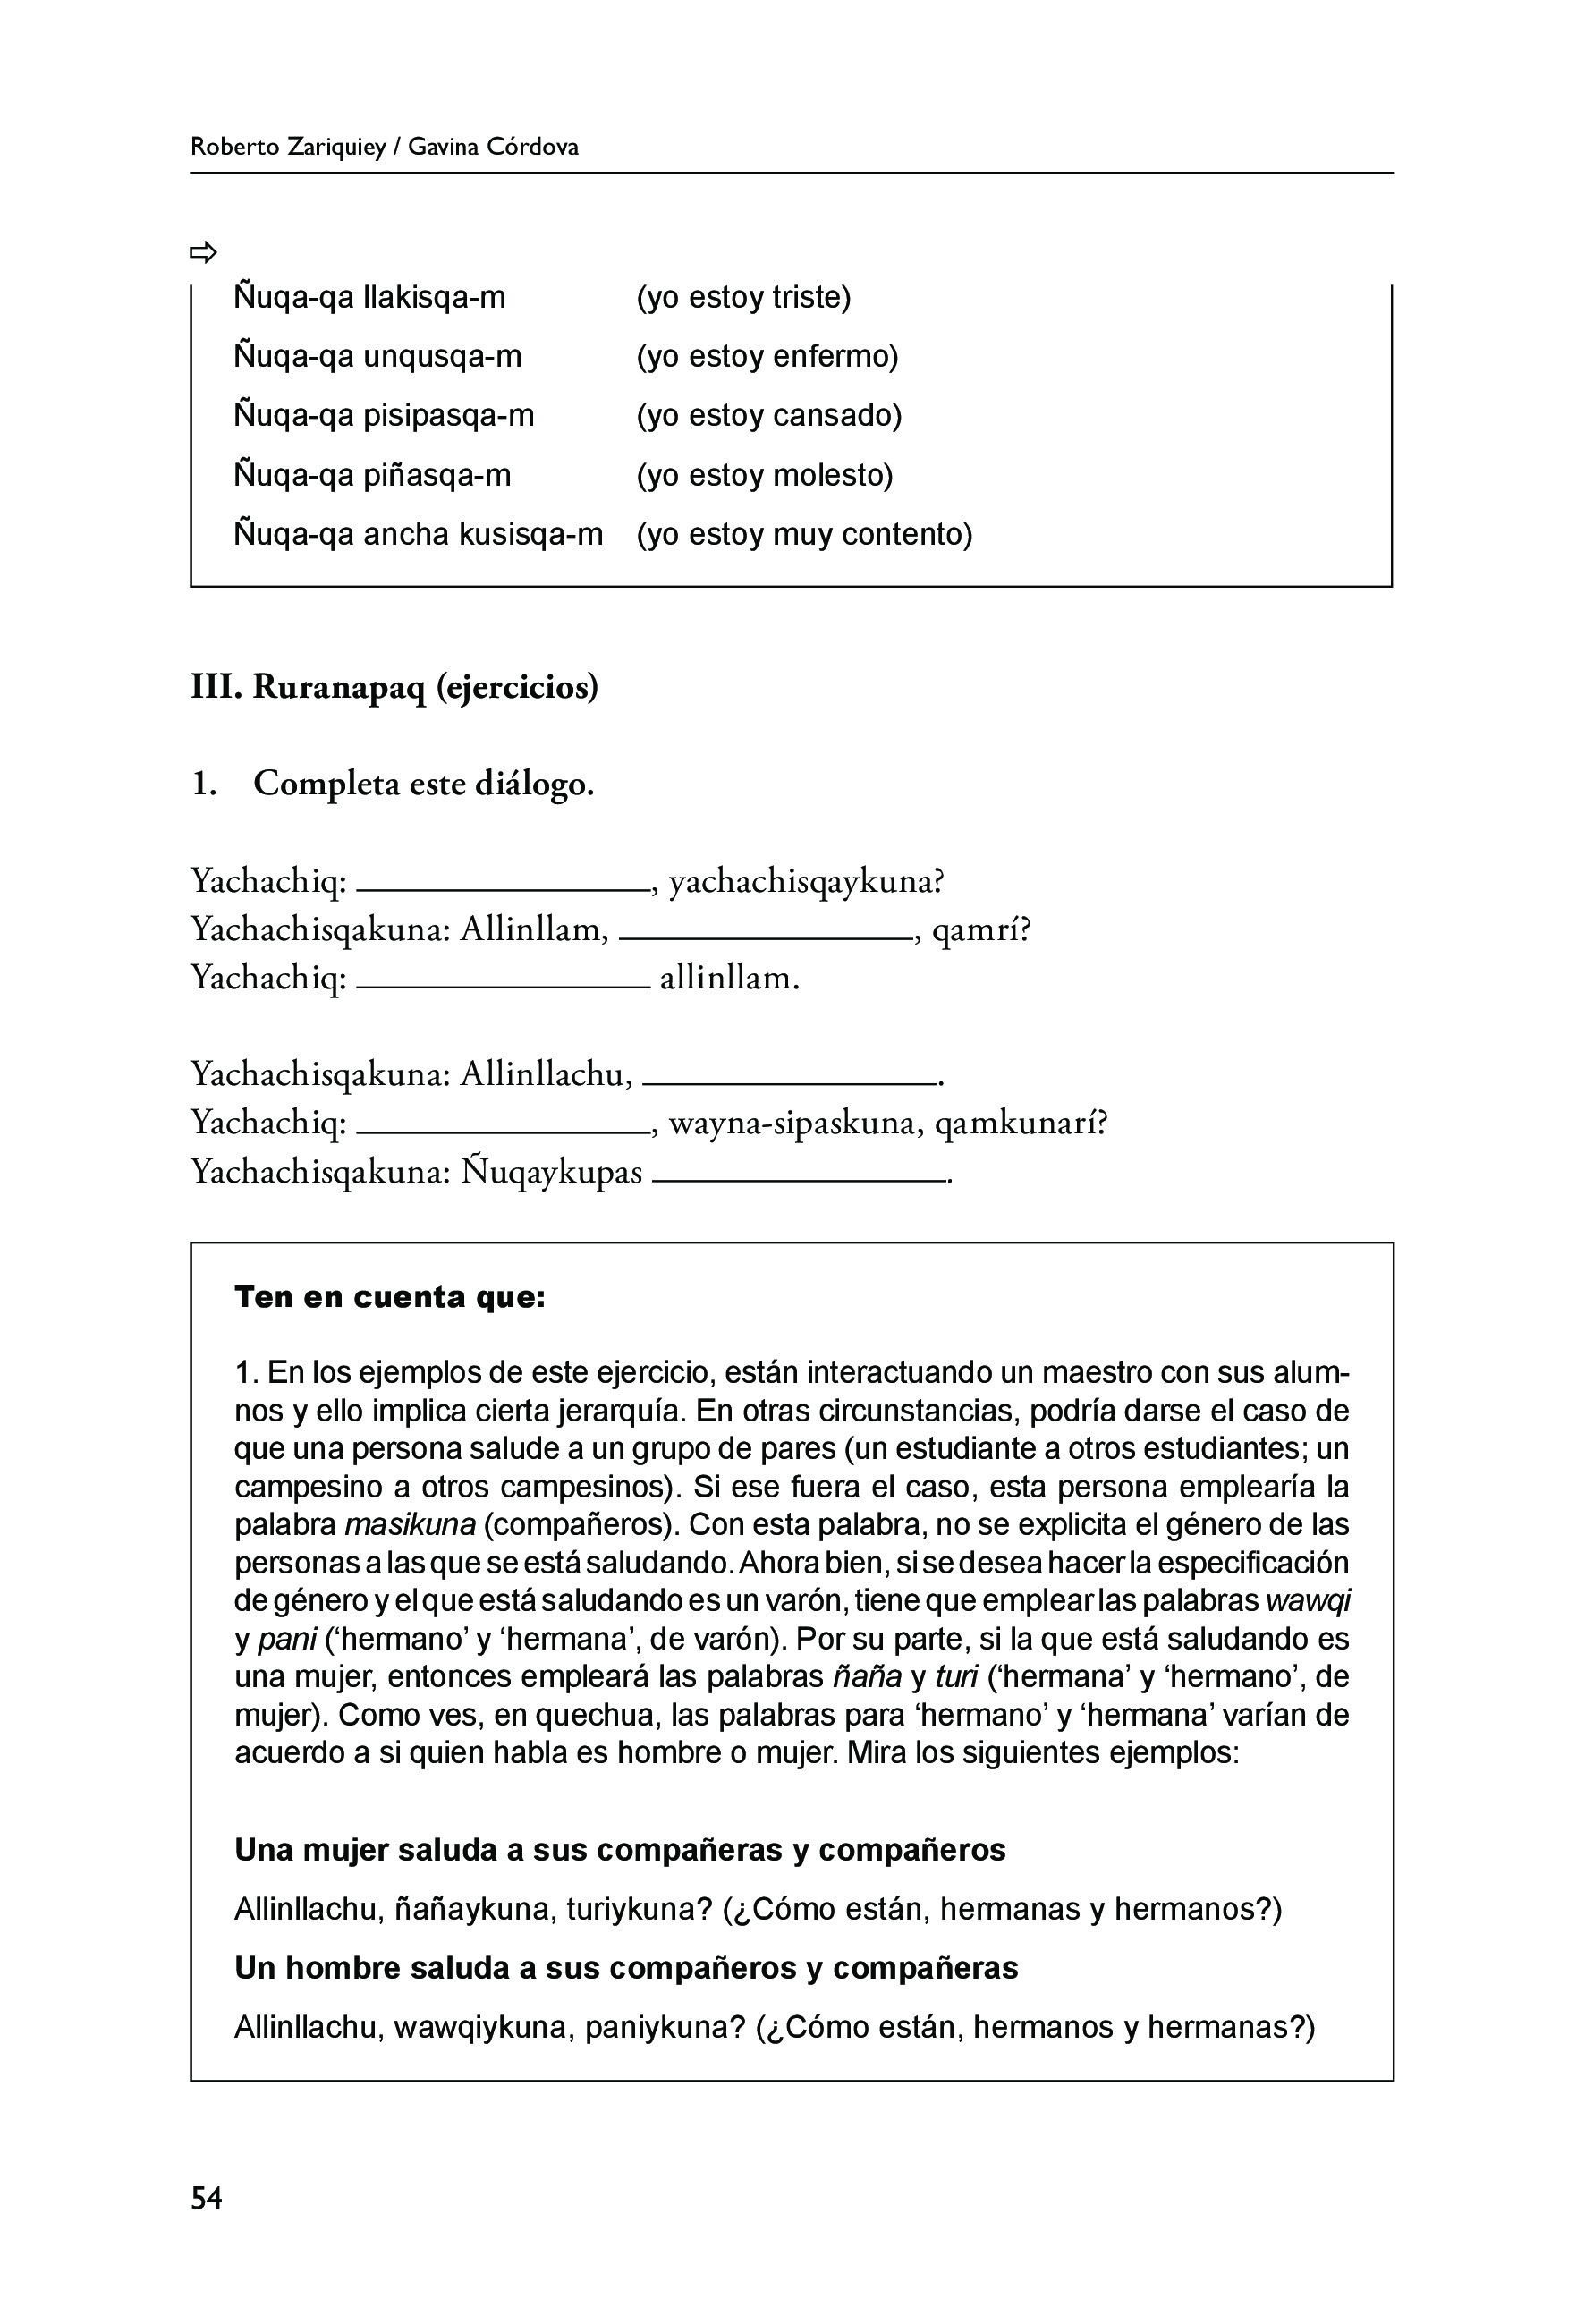 Roberto Zariquiey / Gavina Córdova
⇨
Ñuqa-qa llakisqa-m (yo estoy triste)
Ñuqa-qa unqusqa-m (yo estoy enfermo)
Ñuqa-qa pisipasqa-m (yo estoy cansado)
Ñuqa-qa piñasqa-m (yo estoy molesto)
Ñuqa-qa ancha kusisqa-m (yo estoy muy contento)
III. Ruranapaq (ejercicios)
1. Completa este diálogo.
Yachachiq: ________________, yachachisqaykuna?
Yachachisqakuna: Allinllam, ________________, qamrí?
Yachachiq: ________________ allinllam.
Yachachisqakuna: Allinllachu, ________________.
Yachachiq: ________________, wayna-sipaskuna, qamkunarí?
Yachachisqakuna: Ñuqaykupas ________________.
Ten en cuenta que:
1. En los ejemplos de este ejercicio, están interactuando un maestro con sus alum-
nos y ello implica cierta jerarquía. En otras circunstancias, podría darse el caso de
que una persona salude a un grupo de pares (un estudiante a otros estudiantes; un
campesino a otros campesinos). Si ese fuera el caso, esta persona emplearía la
palabra masikuna (compañeros). Con esta palabra, no se explicita el género de las
personas a las que se está saludando. Ahora bien, si se desea hacer la especificación
de género y el que está saludando es un varón, tiene que emplear las palabras wawqi
y pani (‘hermano’ y ‘hermana’, de varón). Por su parte, si la que está saludando es
una mujer, entonces empleará las palabras ñaña y turi (‘hermana’ y ‘hermano’, de
mujer). Como ves, en quechua, las palabras para ‘hermano’ y ‘hermana’ varían de
acuerdo a si quien habla es hombre o mujer. Mira los siguientes ejemplos:
Una mujer saluda a sus compañeras y compañeros
Allinllachu, ñañaykuna, turiykuna? (¿Cómo están, hermanas y hermanos?)
Un hombre saluda a sus compañeros y compañeras
Allinllachu, wawqiykuna, paniykuna? (¿Cómo están, hermanos y hermanas?)
54